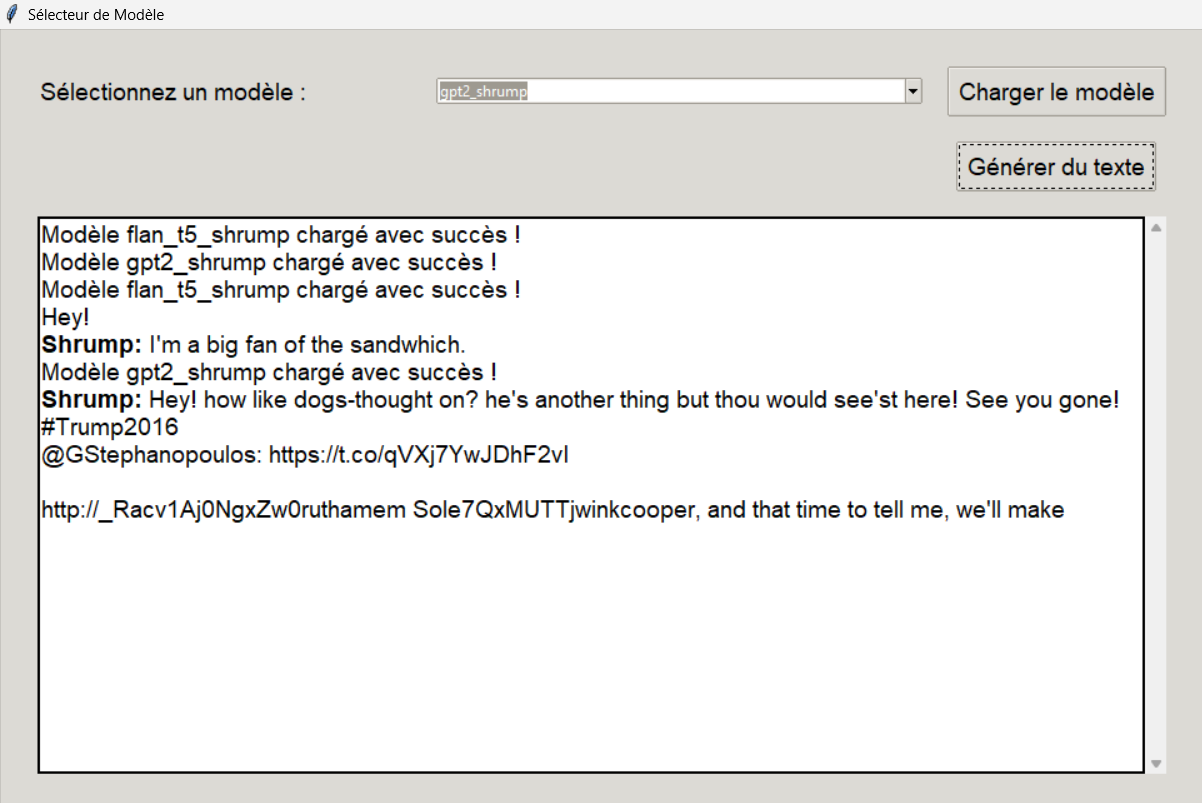 Sélecteur de Modèle
Sélectionnez un modèle :
gpt2_shrump
Charger le modèle
Générer du texte
Modèle flan_t5_shrump chargé avec succès !
Modèle gpt2_shrump chargé avec succès !
Modèle flan_t5_shrump chargé avec succès !
Hey!
Shrump: I'm a big fan of the sandwhich.
Modèle gpt2_shrump chargé avec succès !
Shrump: Hey! how like dogs-thought on? he's another thing but thou would see'st here! See you gone!
#Trump2016
@GStephanopoulos: https://t.co/qVXj7YwJDhF2vI
http://_Racv1Aj0NgxZw0ruthamem Sole7QxMUTTjwinkcooper, and that time to tell me, we'll make